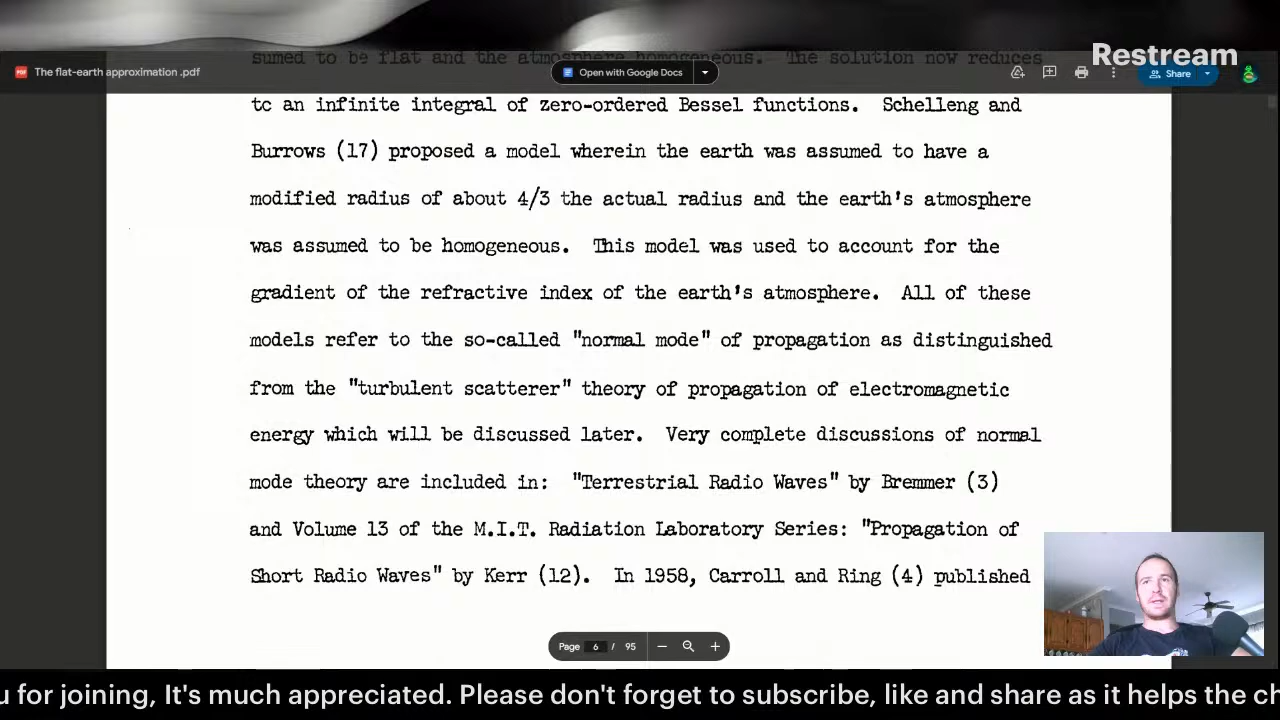 sumed to be flat and the atmosphere homogeneous. The solution now reduces
Restream
The flat-earth approximation .pdf
Open with Google Docs
Share
to an infinite integral of zero-ordered Bessel functions. Schelleng and
Burrows (17) proposed a model wherein the earth was assumed to have a
modified radius of about 4/3 the actual radius and the earth's atmosphere
was assumed to be homogeneous. This model was used to account for the
gradient of the refractive index of the earth's atmosphere. All of these
models refer to the so-called "normal mode" of propagation as distinguished
from the "turbulent scatterer" theory of propagation of electromagnetic
energy which will be discussed later. Very complete discussions of normal
mode theory are included in: "Terrestrial Radio Waves" by Bremmer (3)
and Volume 13 of the M.I.T. Radiation Laboratory Series: "Propagation of
Short Radio Waves" by Kerr (12). In 1958, Carroll and Ring (4) published
Page 6 / 95
u for joining, It's much appreciated. Please don't forget to subscribe, like and share as it helps the ch